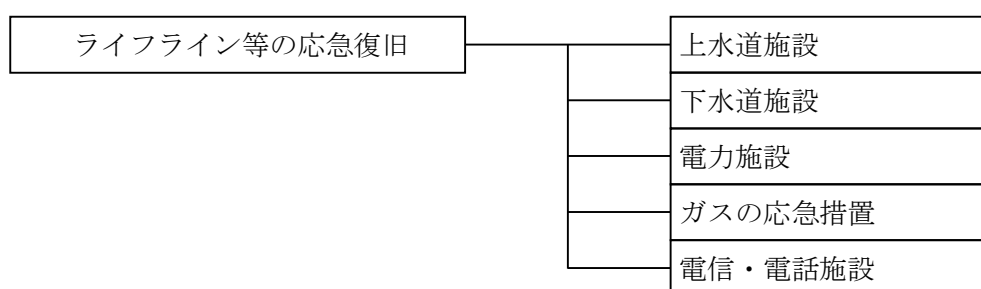 ライフライン等の応急復旧
上水道施設
下水道施設
電力施設
ガスの応急措置
電信・電話施設